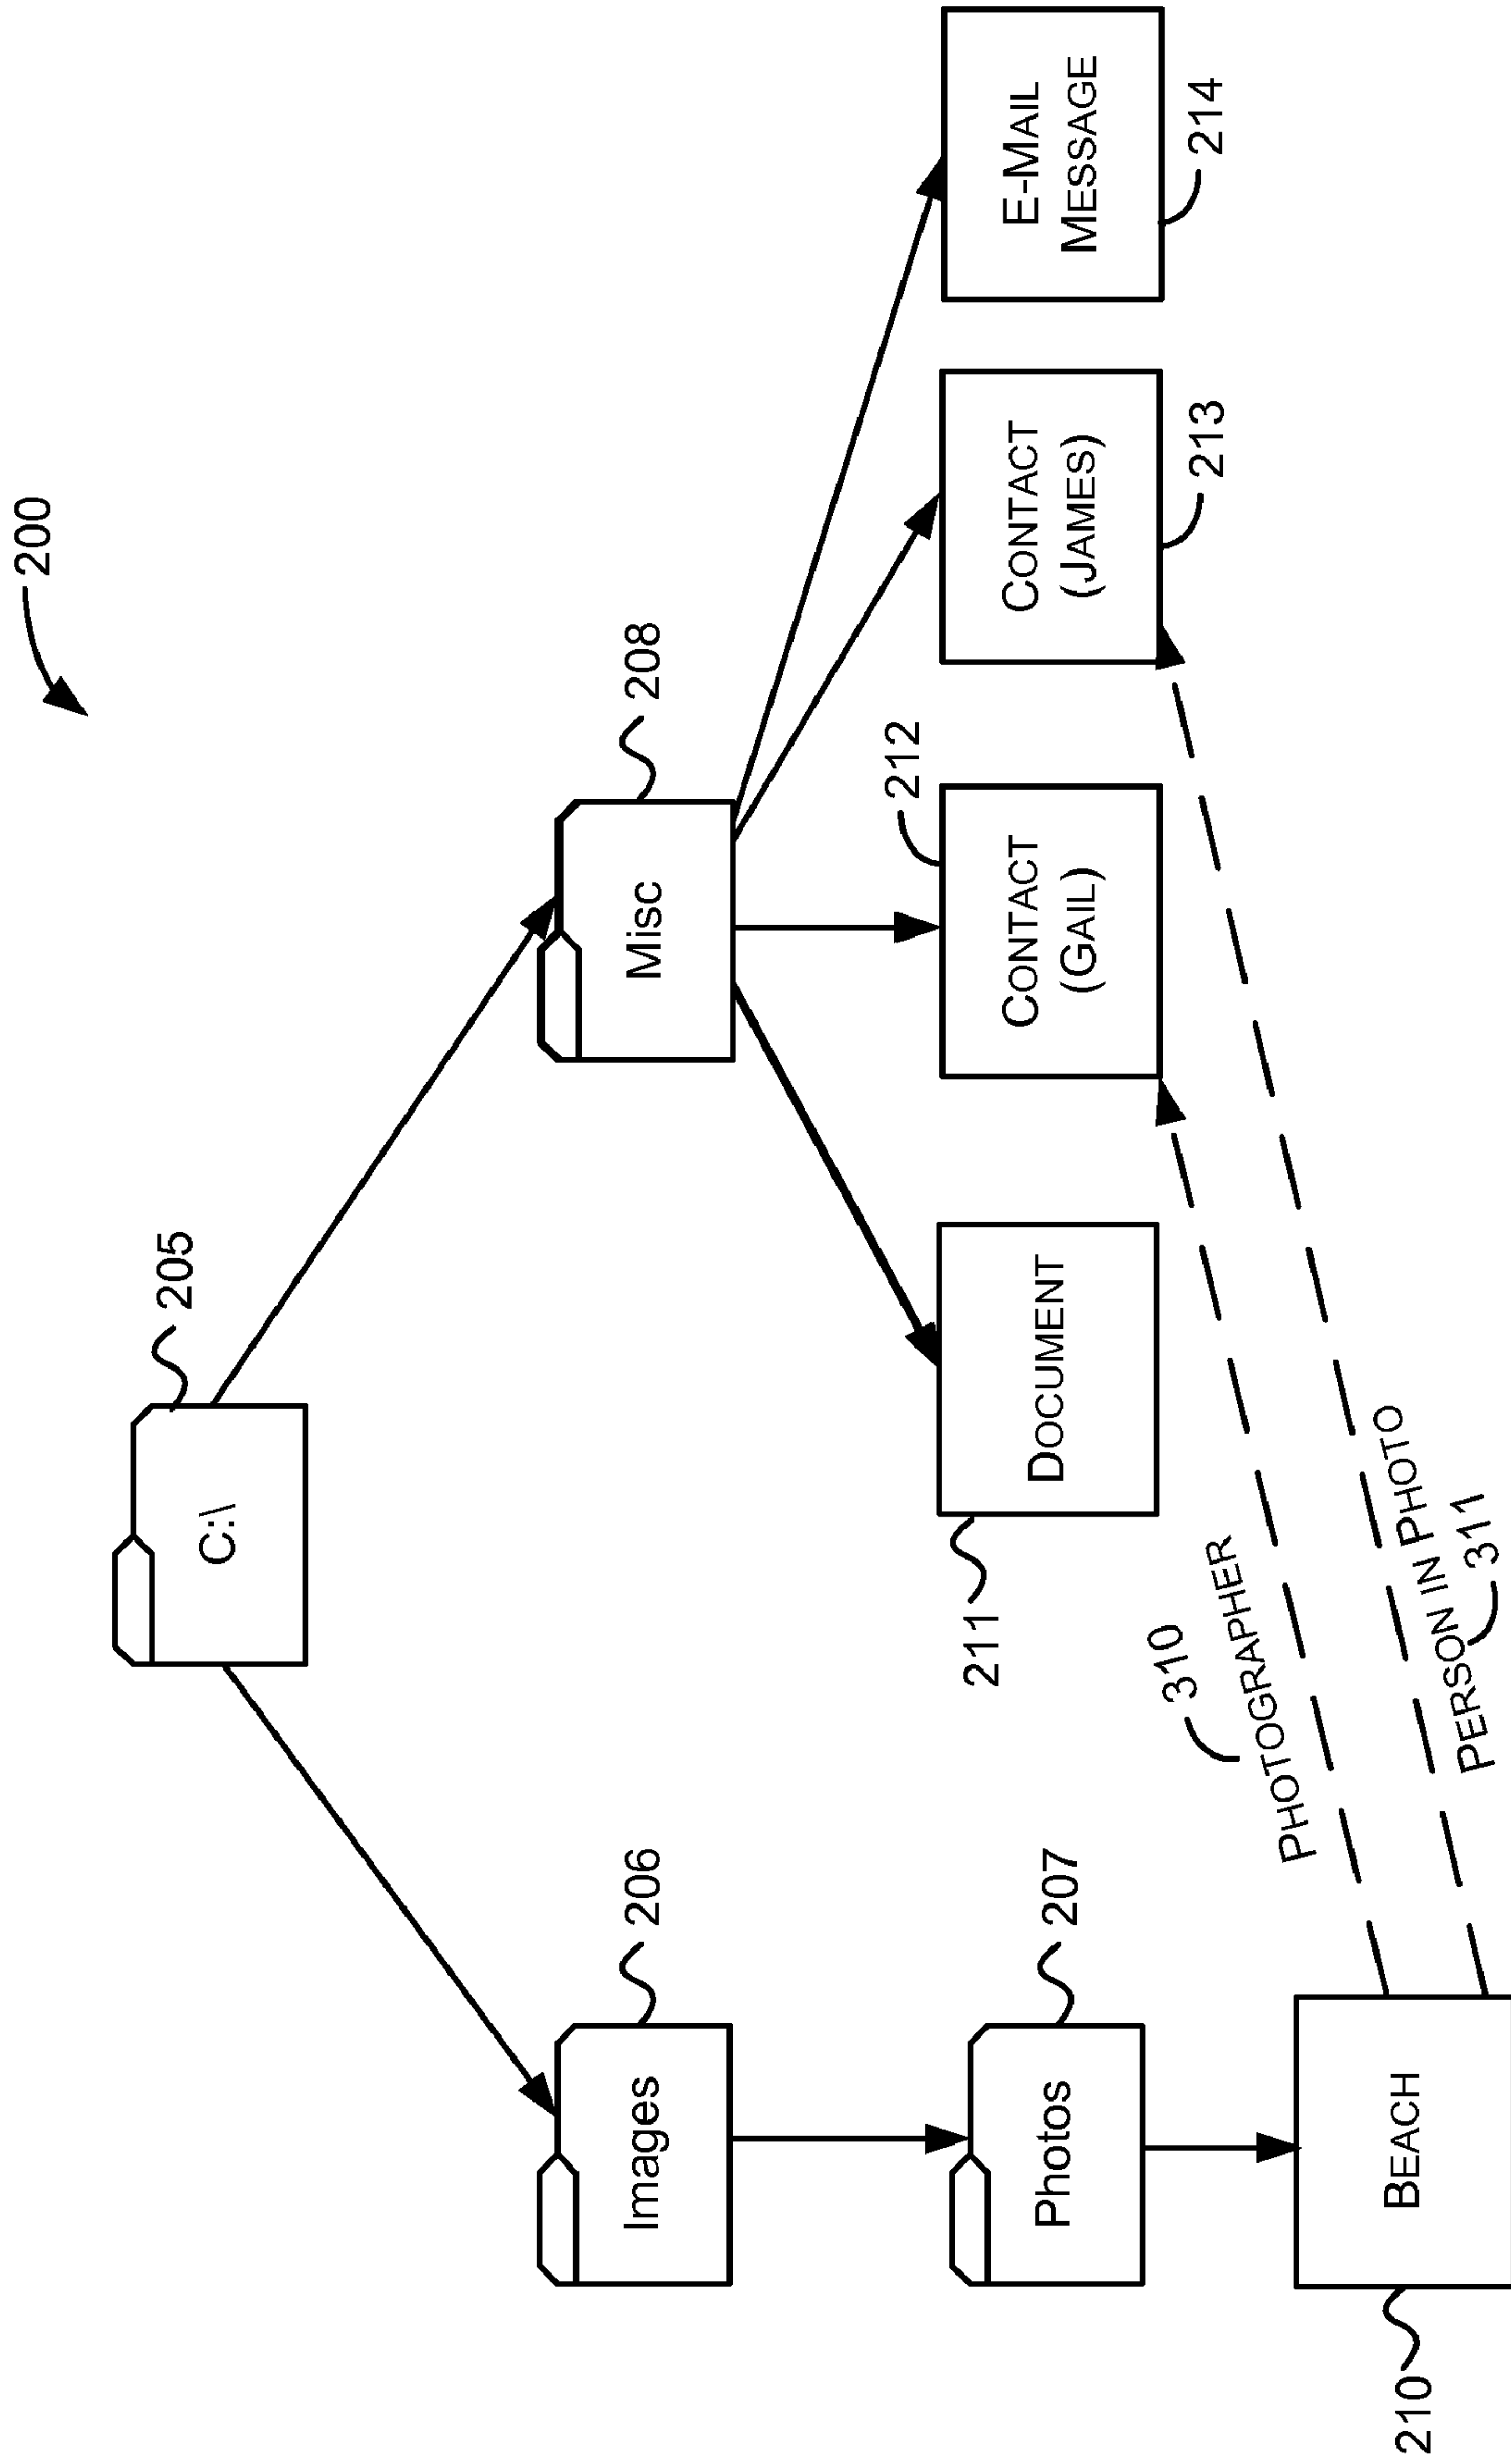 200
205
C:\
206
Images
208
Misc
207
Photos
212
211
DOCUMENT
CONTACT
(GAIL)
CONTACT
(JAMES)
213
E-MAIL
MESSAGE
214
310
PHOTOGRAPHER
210
BEACH
PERSON IN PHOTO
311